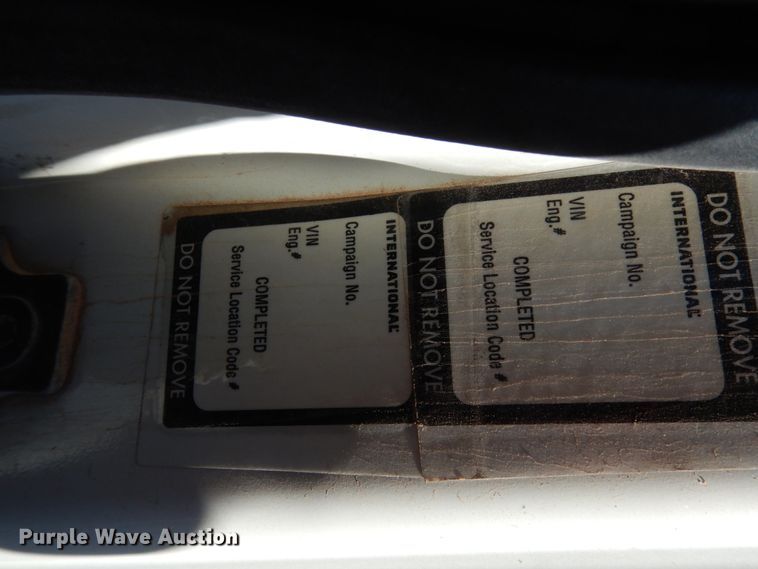 INTERNATIONAL®
Campaign No.
VIN
Eng.#
COMPLETED
Service Location Code #
DO NOT REMOVE
DO NOT REMOVE
INTERNATIONAL®
Campaign No.
VIN
Eng.#
COMPLETED
Service Location Code #
DO NOT REMOVE
Purple Wave Auction